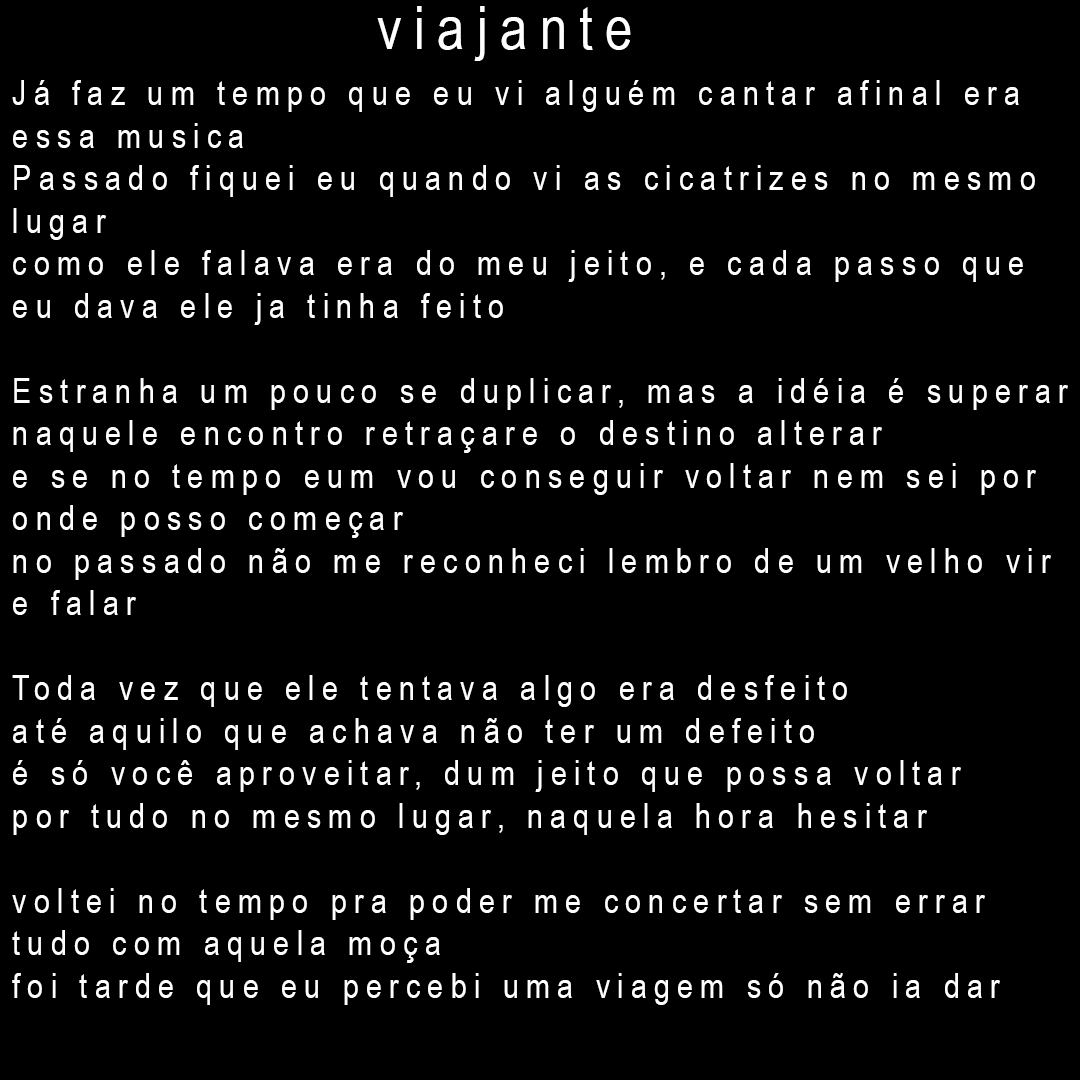 viajante
Já faz um tempo que eu vi alguém cantar afinal era
essa musica
Passado fiquei eu quando vi as cicatrizes no mesmo
lugar
como ele falava era do meu jeito, e cada passo que
eu dava ele ja tinha feito
Estranha um pouco se duplicar, mas a idéia é superar
naquele encontro retraçare o destino alterar
e se no tempo eum vou conseguir voltar nem sei por
onde posso começar
no passado não me reconheci lembro de um velho vir
e falar
Toda vez que ele tentava algo era desfeito
até aquilo que achava não ter um defeito
é só você aproveitar, dum jeito que possa voltar
por tudo no mesmo lugar, naquela hora hesitar
voltei no tempo pra poder me concertar sem errar
tudo com aquela moça
foi tarde que eu percebi uma viagem só não ia dar